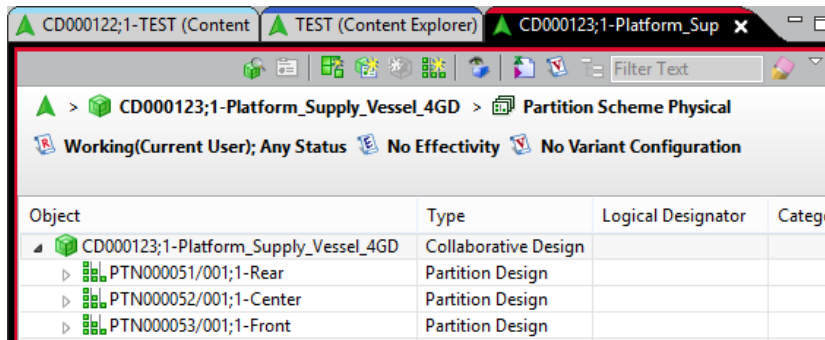 CD000122;1-TEST (Content TEST (Content Explorer) CD000123;1-Platform_Sup
Filter Text
> CD000123;1-Platform_Supply_Vessel_4GD > Partition Scheme Physical
Working(Current User); Any Status No Effectivity No Variant Configuration
Object Type Logical Designator Categ
CD000123;1-Platform_Supply_Vessel_4GD Collaborative Design
PTN000051/001;1-Rear Partition Design
PTN000052/001;1-Center Partition Design
PTN000053/001;1-Front Partition Design